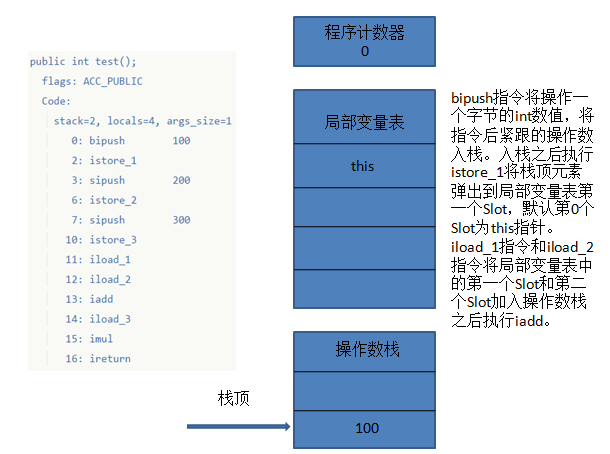 public int test();
flags: ACC_PUBLIC
Code:
stack=2, locals=4, args_size=1
0: bipush 100
2: istore_1
3: sipush 200
6: istore_2
7: sipush 300
10: istore_3
11: iload_1
12: iload_2
13: iadd
14: iload_3
15: imul
16: ireturn
程序计数器
0
局部变量表
this
操作数栈
100
栈顶
bipush指令将操作一
个字节的int数值，将
指令后紧跟的操作数
入栈。入栈之后执行
istore_1将栈顶元素
弹出到局部变量表第
一个Slot，默认第0个
Slot为this指针。
iload_1指令和iload_2
指令将局部变量表中
的第一个Slot和第二
个Slot加入操作数栈
之后执行iadd。